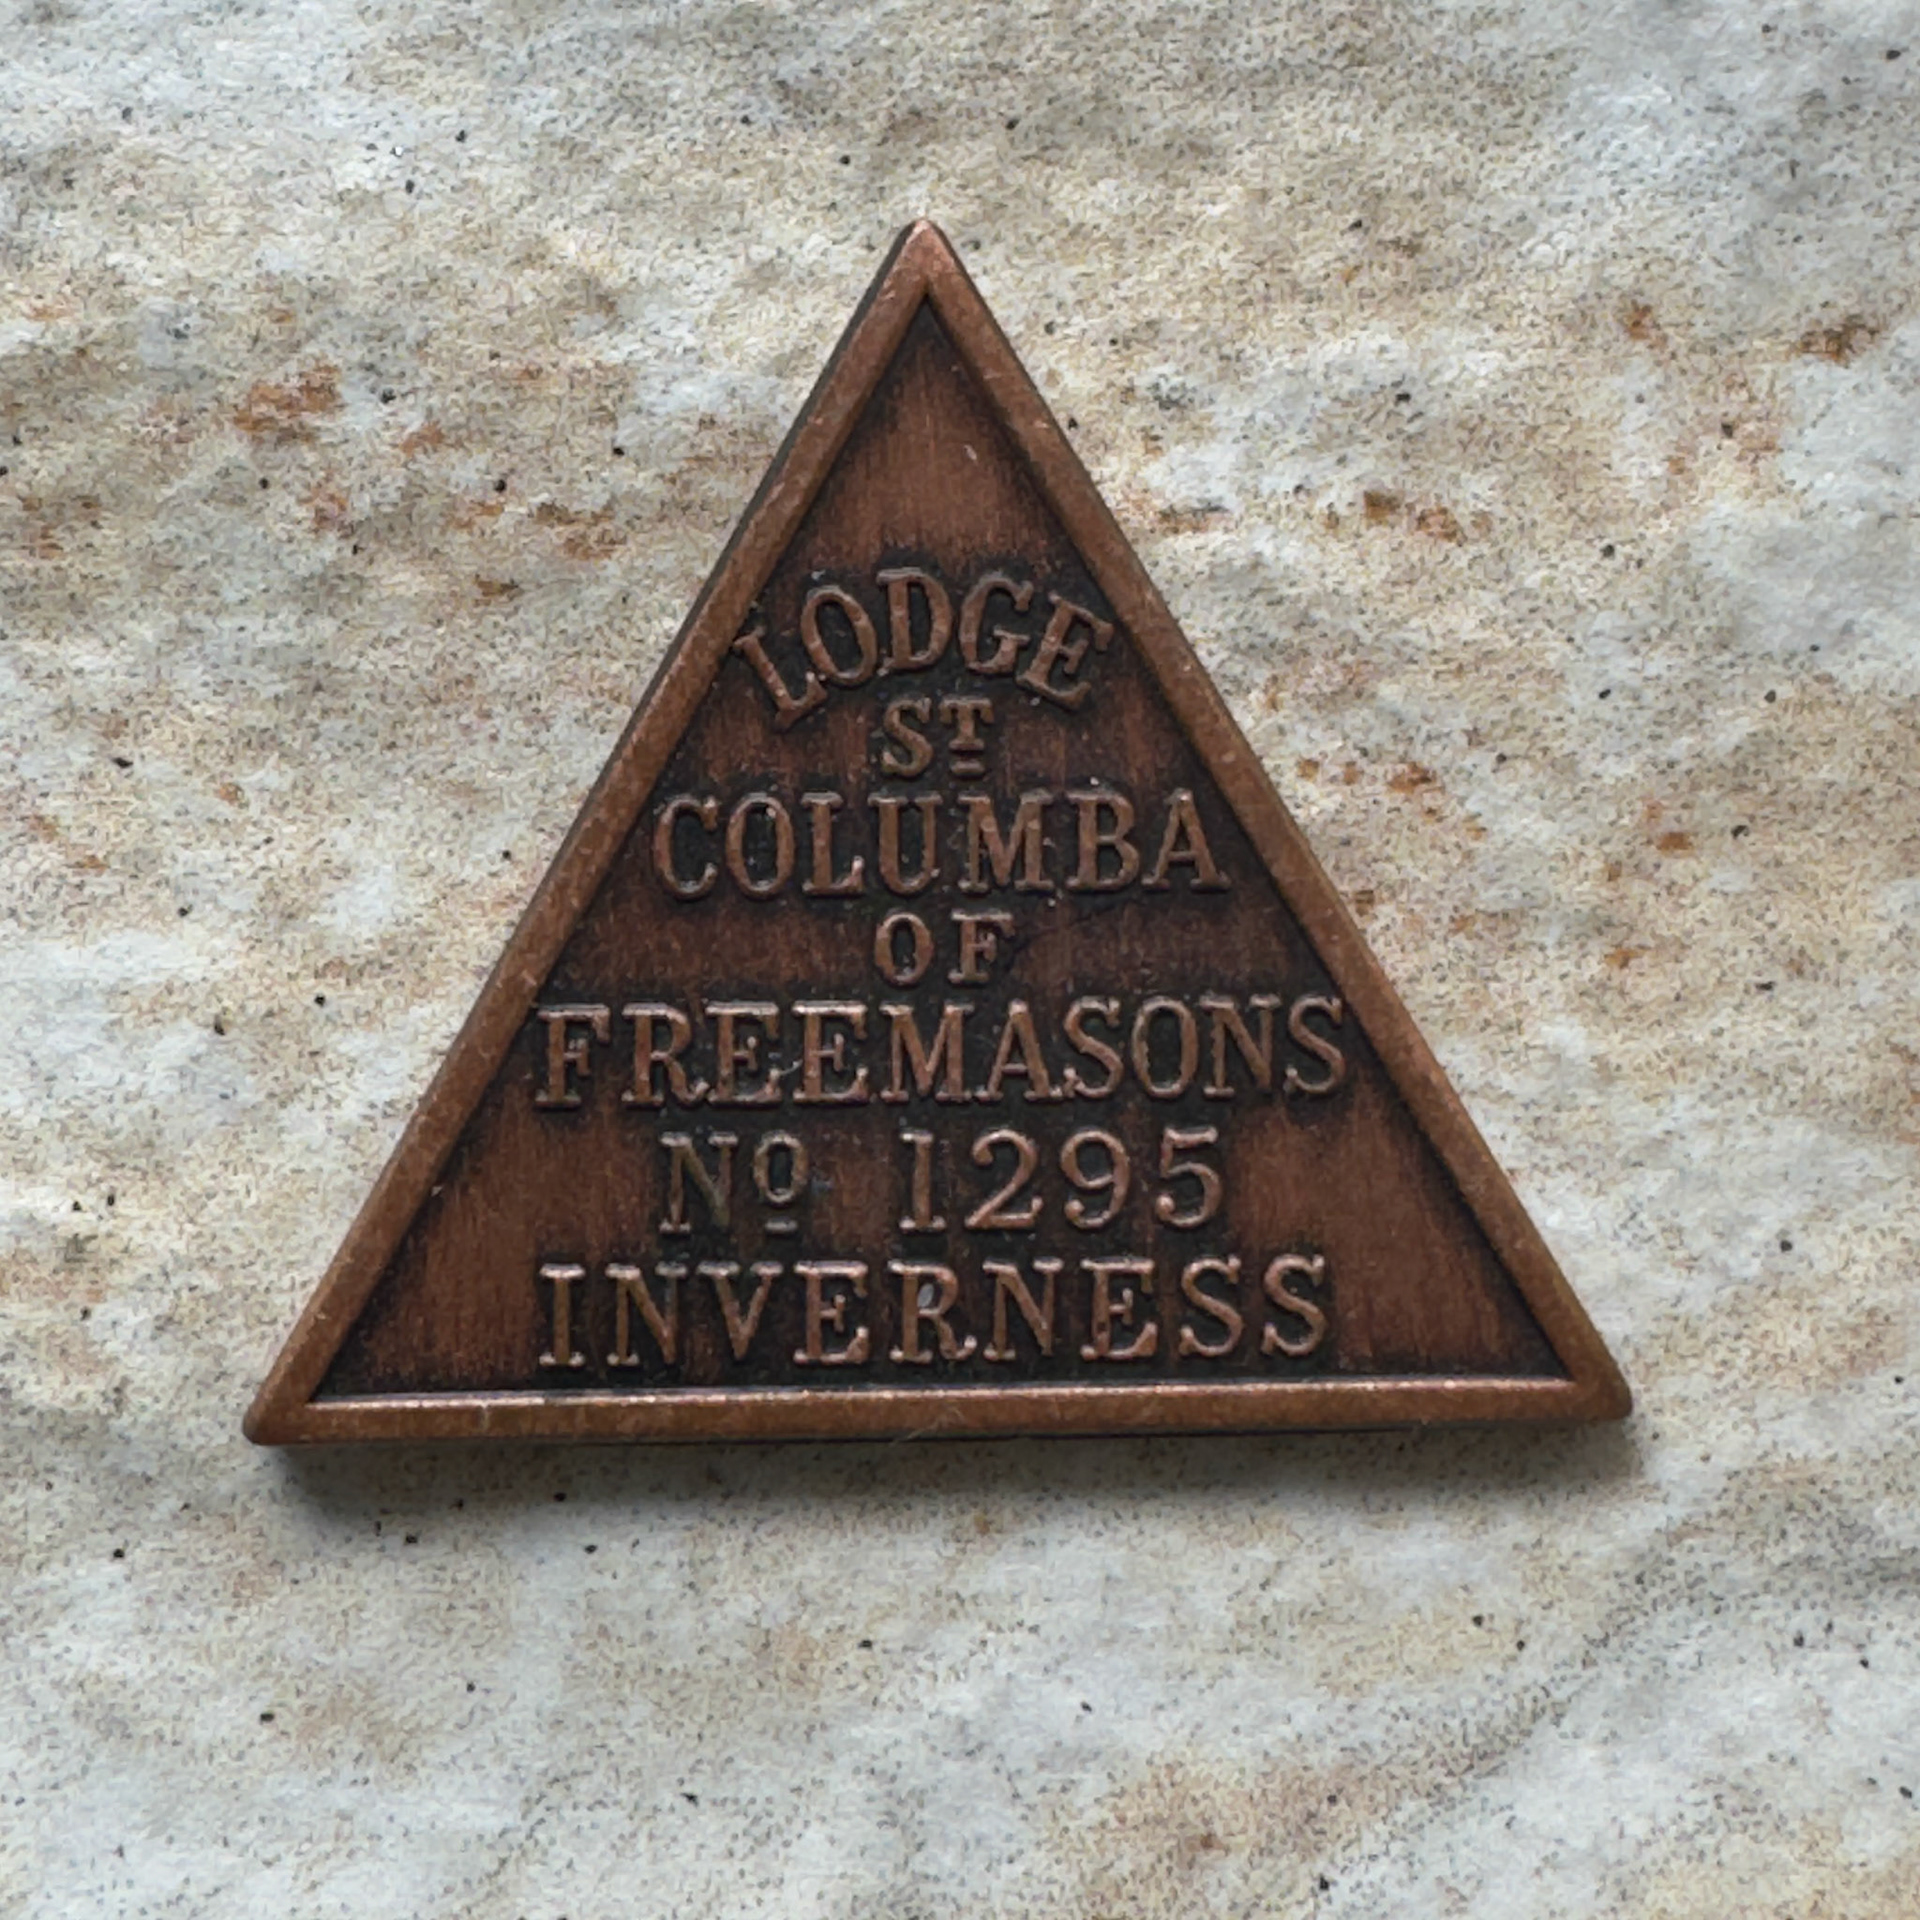 LODGE
ST
COLUMBA
OF
FREEMASONS
Nº 1295
INVERNESS